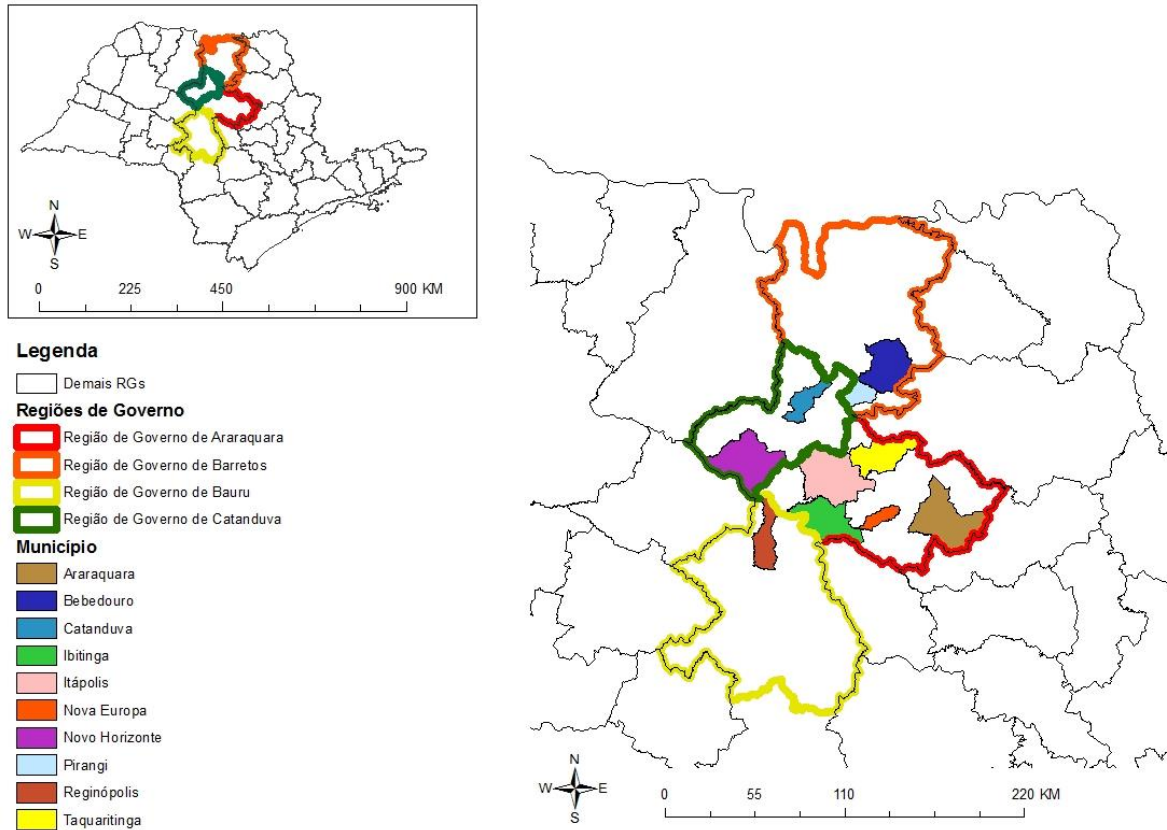 N
W E
S
0 225 450 900 KM
Legenda
Demais RGs
Regiões de Governo
Região de Governo de Araraquara
Região de Governo de Barretos
Região de Governo de Bauru
Região de Governo de Catanduva
Município
Araraquara
Bebedouro
Catanduva
Ibitinga
Itápolis
Nova Europa
Novo Horizonte
Pirangi
Reginópolis
Taquaritinga
N
W E
S
0 55 110 220 KM